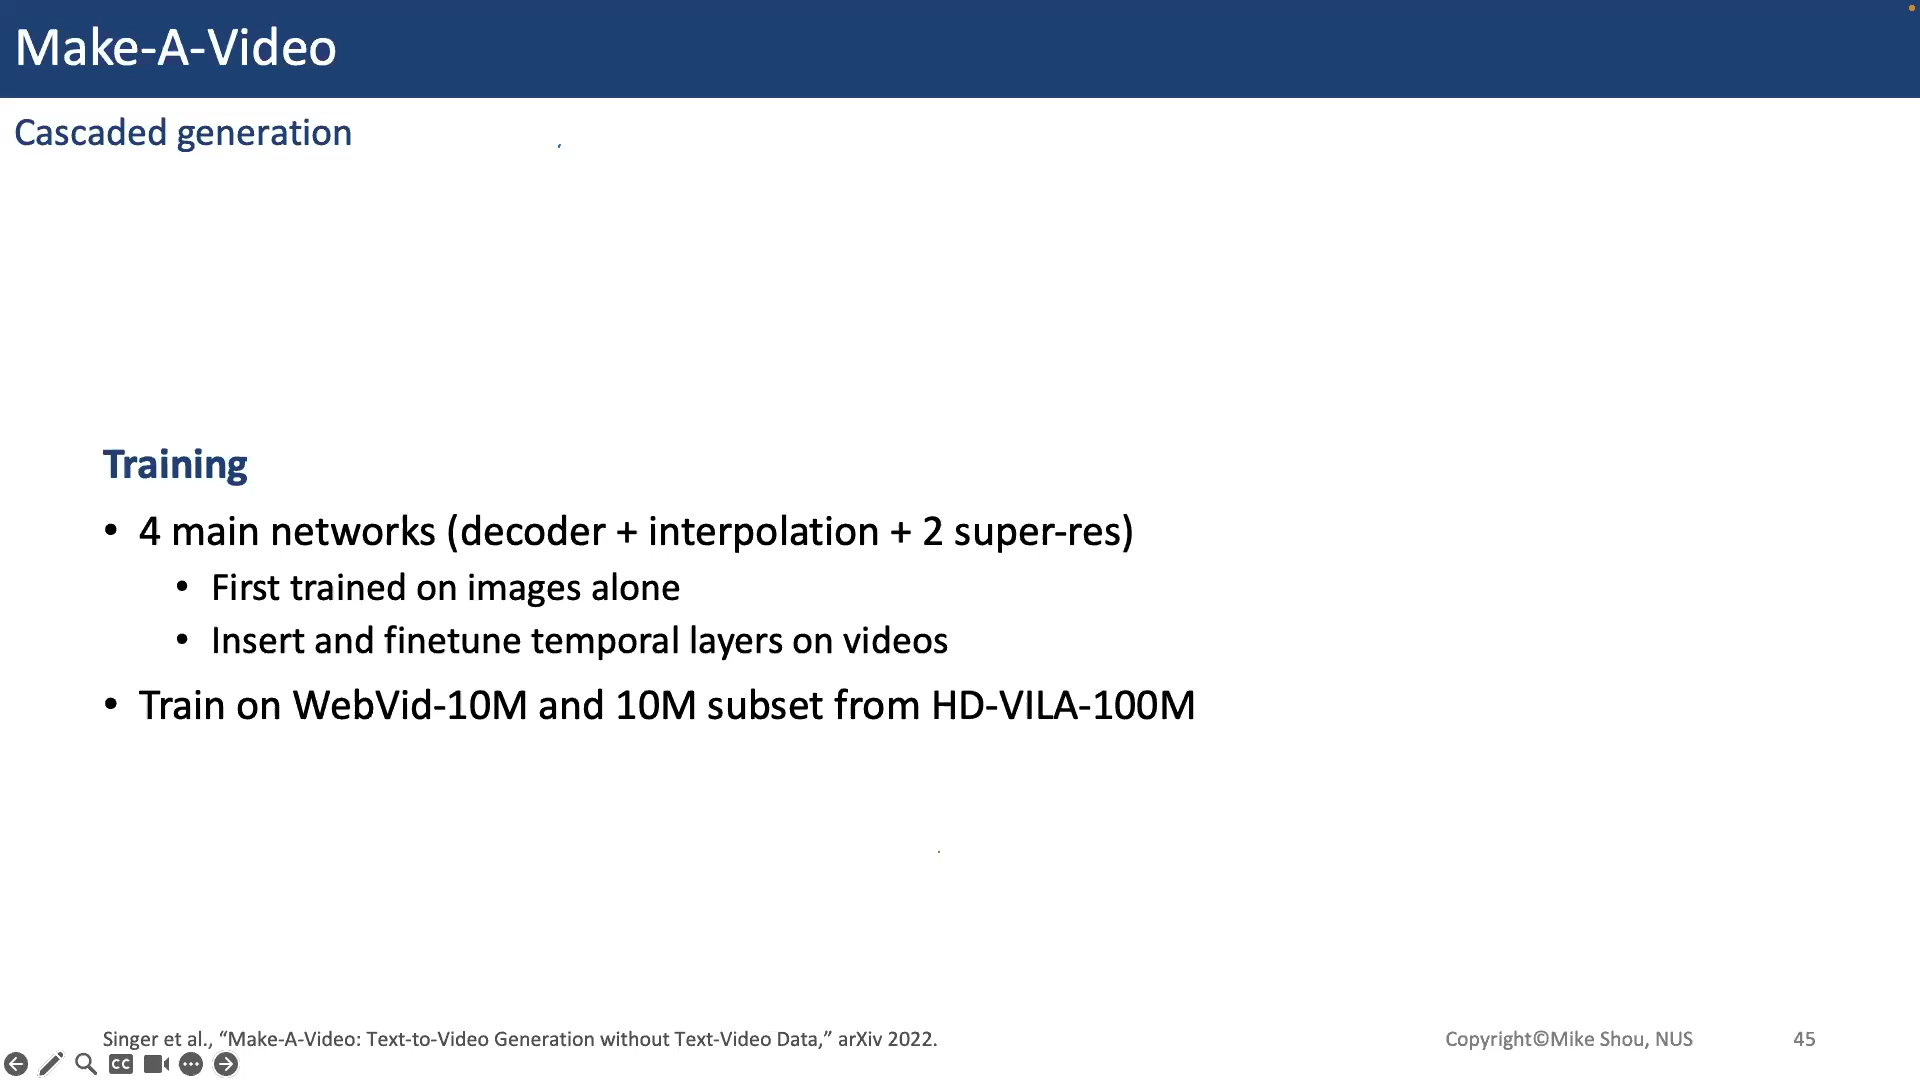 Make-A-Video
Cascaded generation
Training
• 4 main networks (decoder + interpolation + 2 super-res)
• First trained on images alone
• Insert and finetune temporal layers on videos
• Train on WebVid-10M and 10M subset from HD-VILA-100M
Singer et al., “Make-A-Video: Text-to-Video Generation without Text-Video Data,” arXiv 2022.
Copyright©Mike Shou, NUS
45
CC